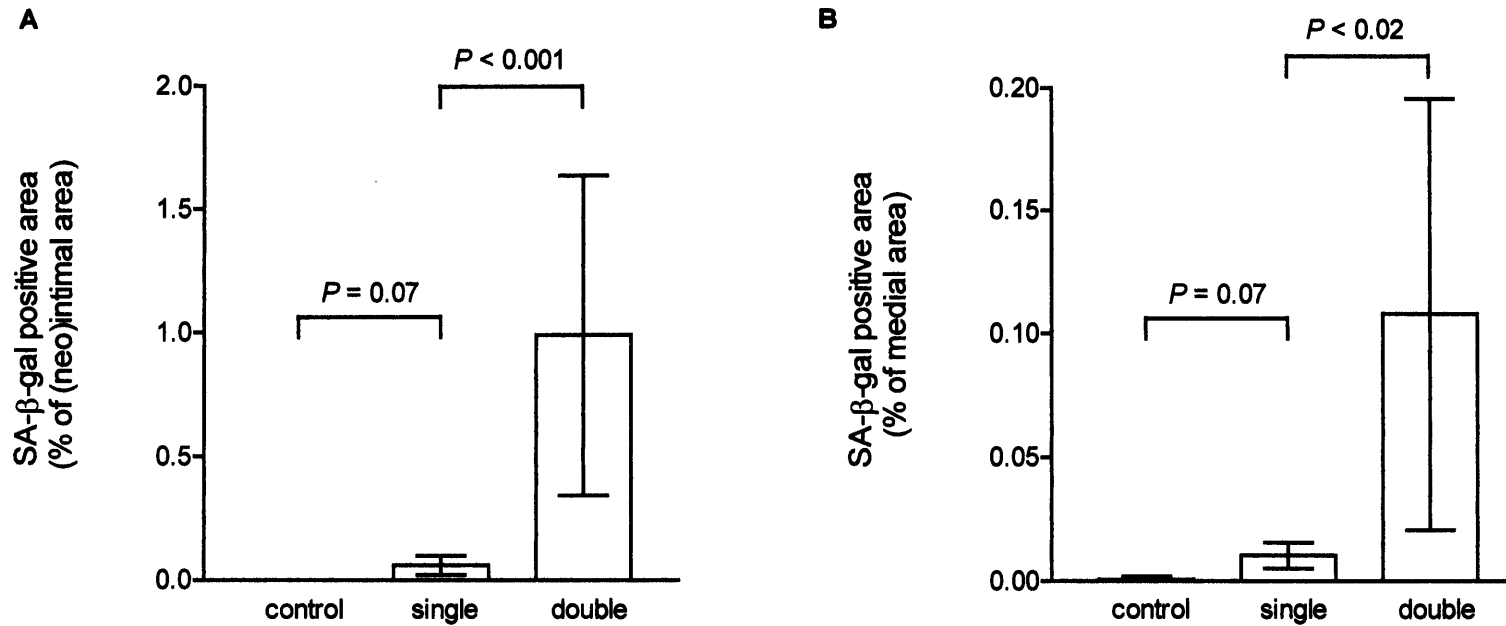 A
P < 0.001
2.0
1.5
P = 0.07
1.0
0.5
0.0
SA-β-gal positive area
(% of (neo)intimal area)
control single double
B
P < 0.02
0.20
0.15
P = 0.07
0.10
0.05
0.00
SA-β-gal positive area
(% of medial area)
control single double